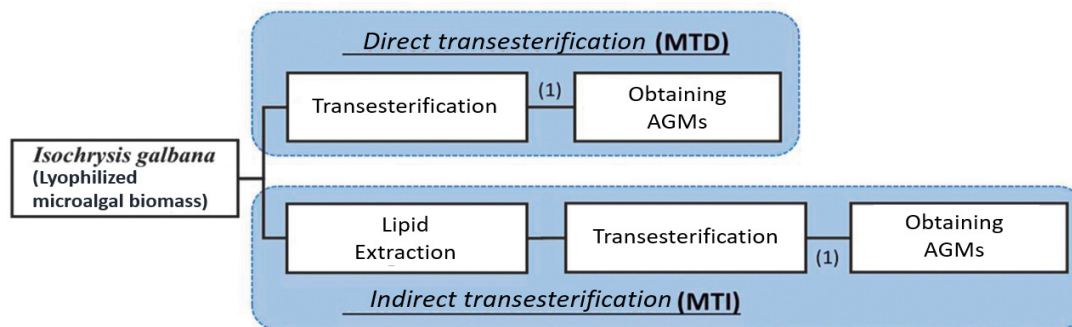 Direct transesterification (MTD)
Transesterification
(1)
Obtaining
AGMs
Isochrysis galbana
(Lyophilized
microalgal biomass)
Lipid
Extraction
Transesterification
(1)
Obtaining
AGMs
Indirect transesterification (MTI)